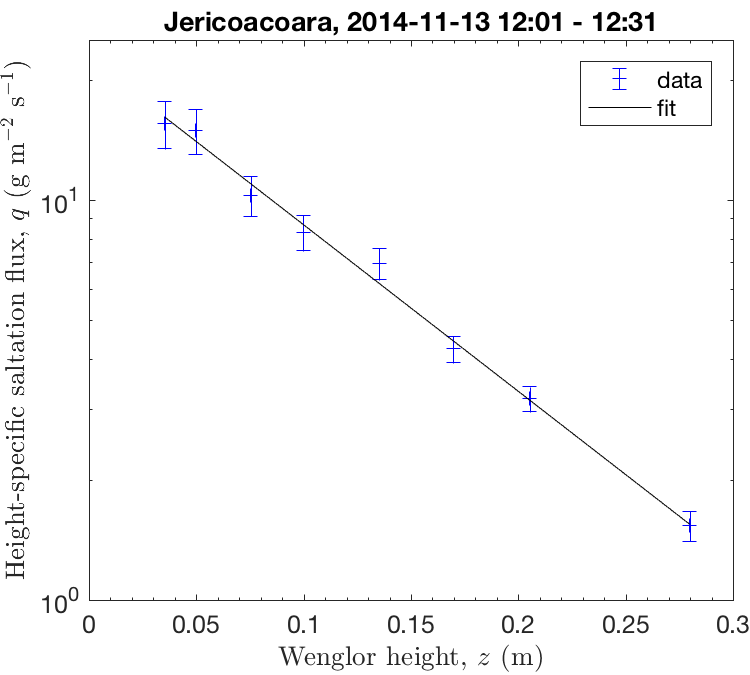 Jericoacoara, 2014-11-13 12:01 - 12:31
Height-specific saltation flux, q (g m⁻² s⁻¹)
data
fit
10¹
10⁰
0
0.05
0.1
0.15
0.2
0.25
0.3
Wenglor height, z (m)